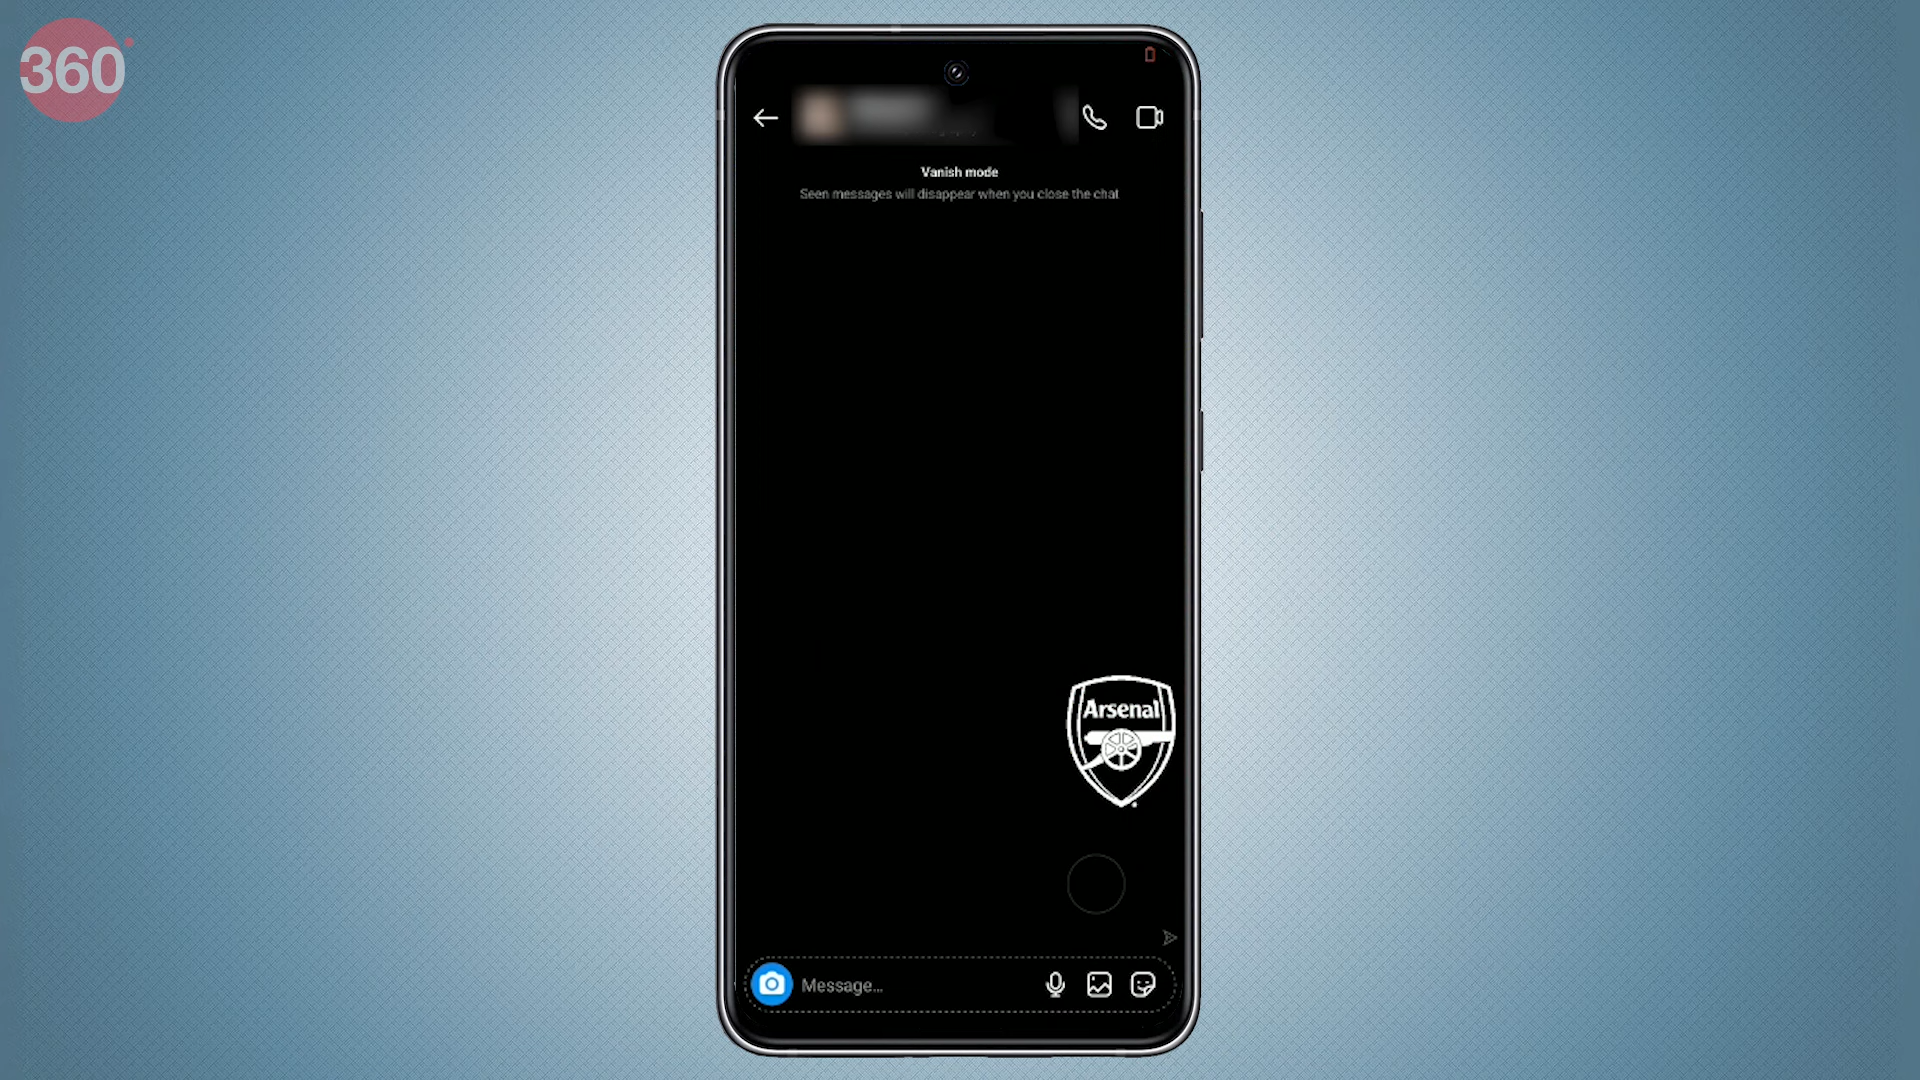 360
Vanish mode
Seen messages will disappear when you close the chat
Arsenal
Message...